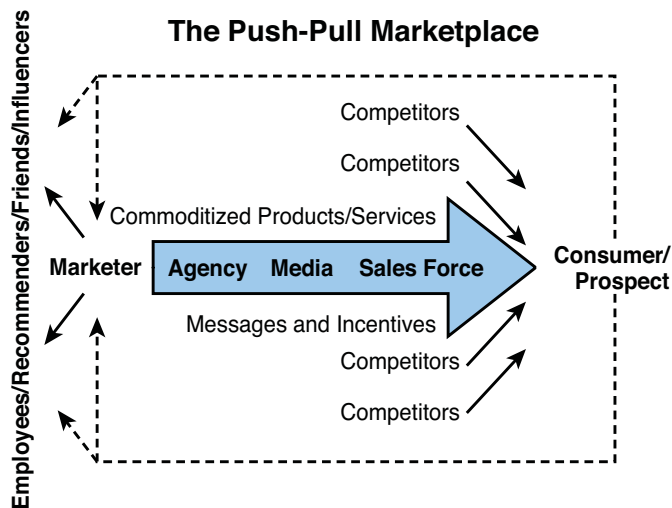 The Push-Pull Marketplace
Employees/Recommenders/Friends/Influencers
Competitors
Competitors
Commoditized Products/Services
Marketer
Agency Media Sales Force
Consumer/
Prospect
Messages and Incentives
Competitors
Competitors